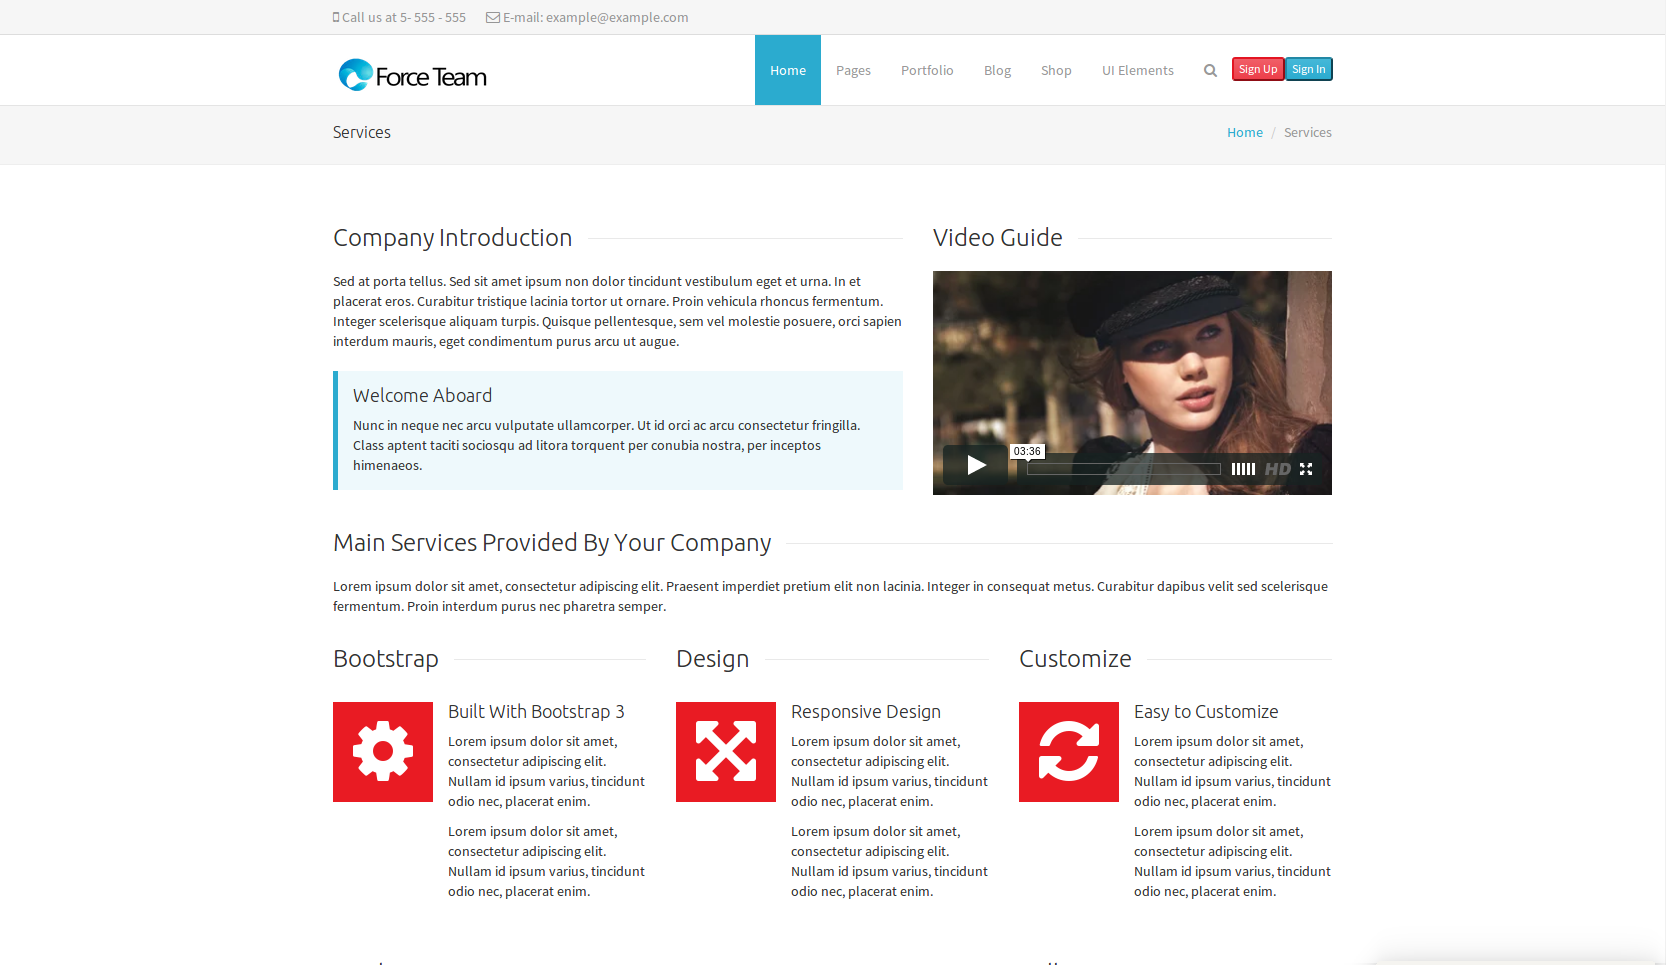 Call us at 5- 555 - 555 E-mail: example@example.com
Force Team
Home Pages Portfolio Blog Shop UI Elements Sign Up Sign In
Services
Home / Services
Company Introduction
Sed at porta tellus. Sed sit amet ipsum non dolor tincidunt vestibulum eget et urna. In et
placerat eros. Curabitur tristique lacinia tortor ut ornare. Proin vehicula rhoncus fermentum.
Integer scelerisque aliquam turpis. Quisque pellentesque, sem vel molestie posuere, orci sapien
interdum mauris, eget condimentum purus arcu ut augue.
Welcome Aboard
Nunc in neque nec arcu vulputate ullamcorper. Ut id orci ac arcu consectetur fringilla.
Class aptent taciti sociosqu ad litora torquent per conubia nostra, per inceptos
himenaeos.
Video Guide
03:36
HD
Main Services Provided By Your Company
Lorem ipsum dolor sit amet, consectetur adipiscing elit. Praesent imperdiet pretium elit non lacinia. Integer in consequat metus. Curabitur dapibus velit sed scelerisque
fermentum. Proin interdum purus nec pharetra semper.
Bootstrap
Built With Bootstrap 3
Lorem ipsum dolor sit amet,
consectetur adipiscing elit.
Nullam id ipsum varius, tincidunt
odio nec, placerat enim.
Lorem ipsum dolor sit amet,
consectetur adipiscing elit.
Nullam id ipsum varius, tincidunt
odio nec, placerat enim.
Design
Responsive Design
Lorem ipsum dolor sit amet,
consectetur adipiscing elit.
Nullam id ipsum varius, tincidunt
odio nec, placerat enim.
Lorem ipsum dolor sit amet,
consectetur adipiscing elit.
Nullam id ipsum varius, tincidunt
odio nec, placerat enim.
Customize
Easy to Customize
Lorem ipsum dolor sit amet,
consectetur adipiscing elit.
Nullam id ipsum varius, tincidunt
odio nec, placerat enim.
Lorem ipsum dolor sit amet,
consectetur adipiscing elit.
Nullam id ipsum varius, tincidunt
odio nec, placerat enim.